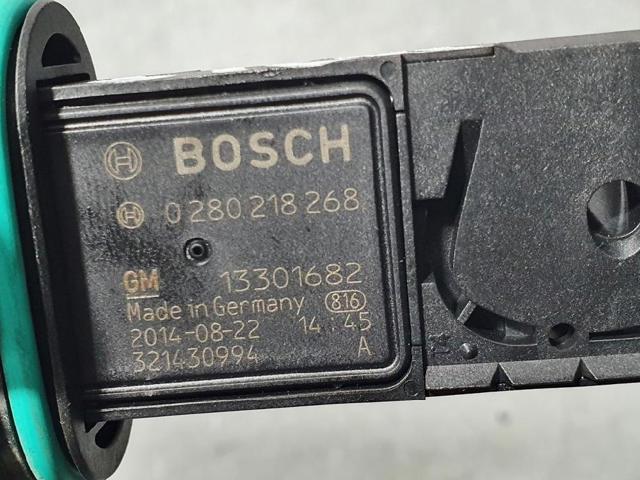 BOSCH
0 280 218 268
GM 13301682
Made in Germany 816
2014-08-22 14:45
321430994 A